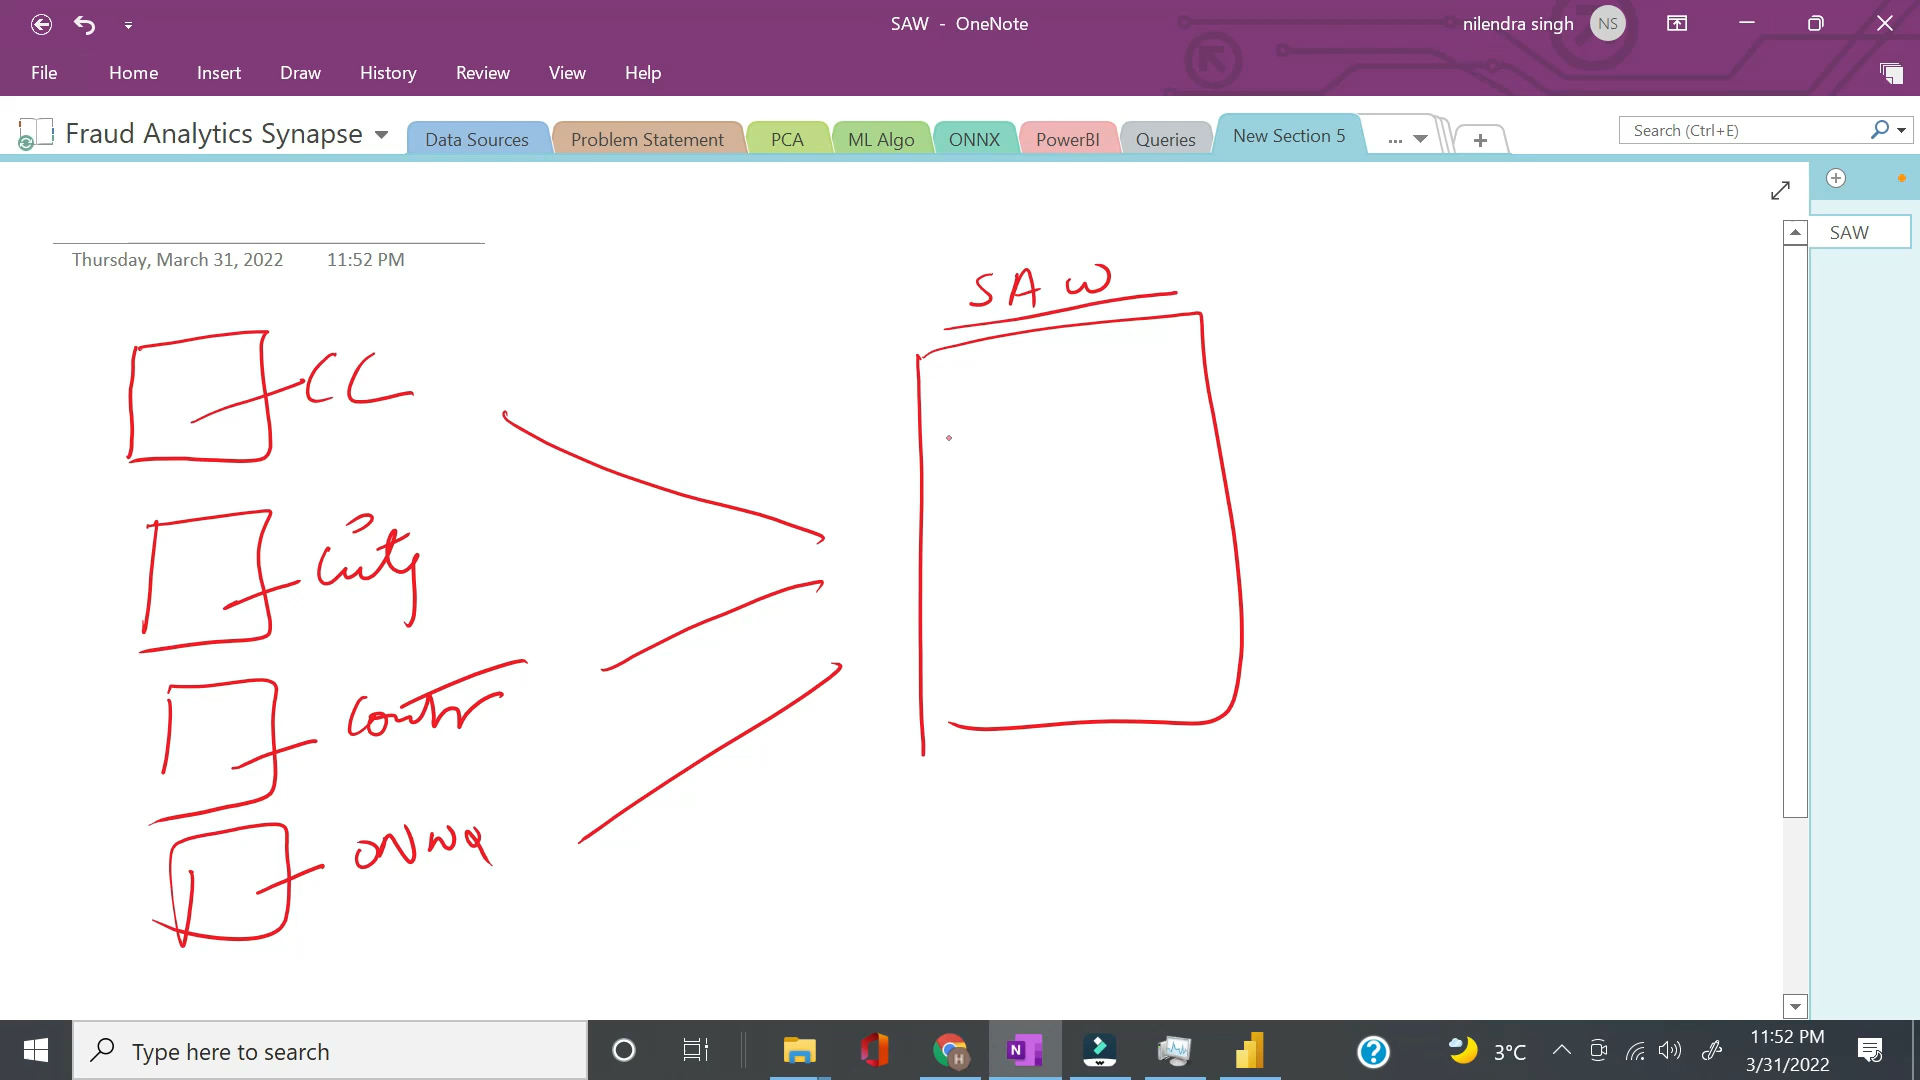 SAW - OneNote
nilendra singh NS
File Home Insert Draw History Review View Help
Fraud Analytics Synapse Data Sources Problem Statement PCA ML Algo ONNX PowerBI Queries New Section 5 ... + Search (Ctrl+E)
SAW
Thursday, March 31, 2022 11:52 PM
SAW
CC
City
ONNX
Type here to search
3°C
11:52 PM
3/31/2022